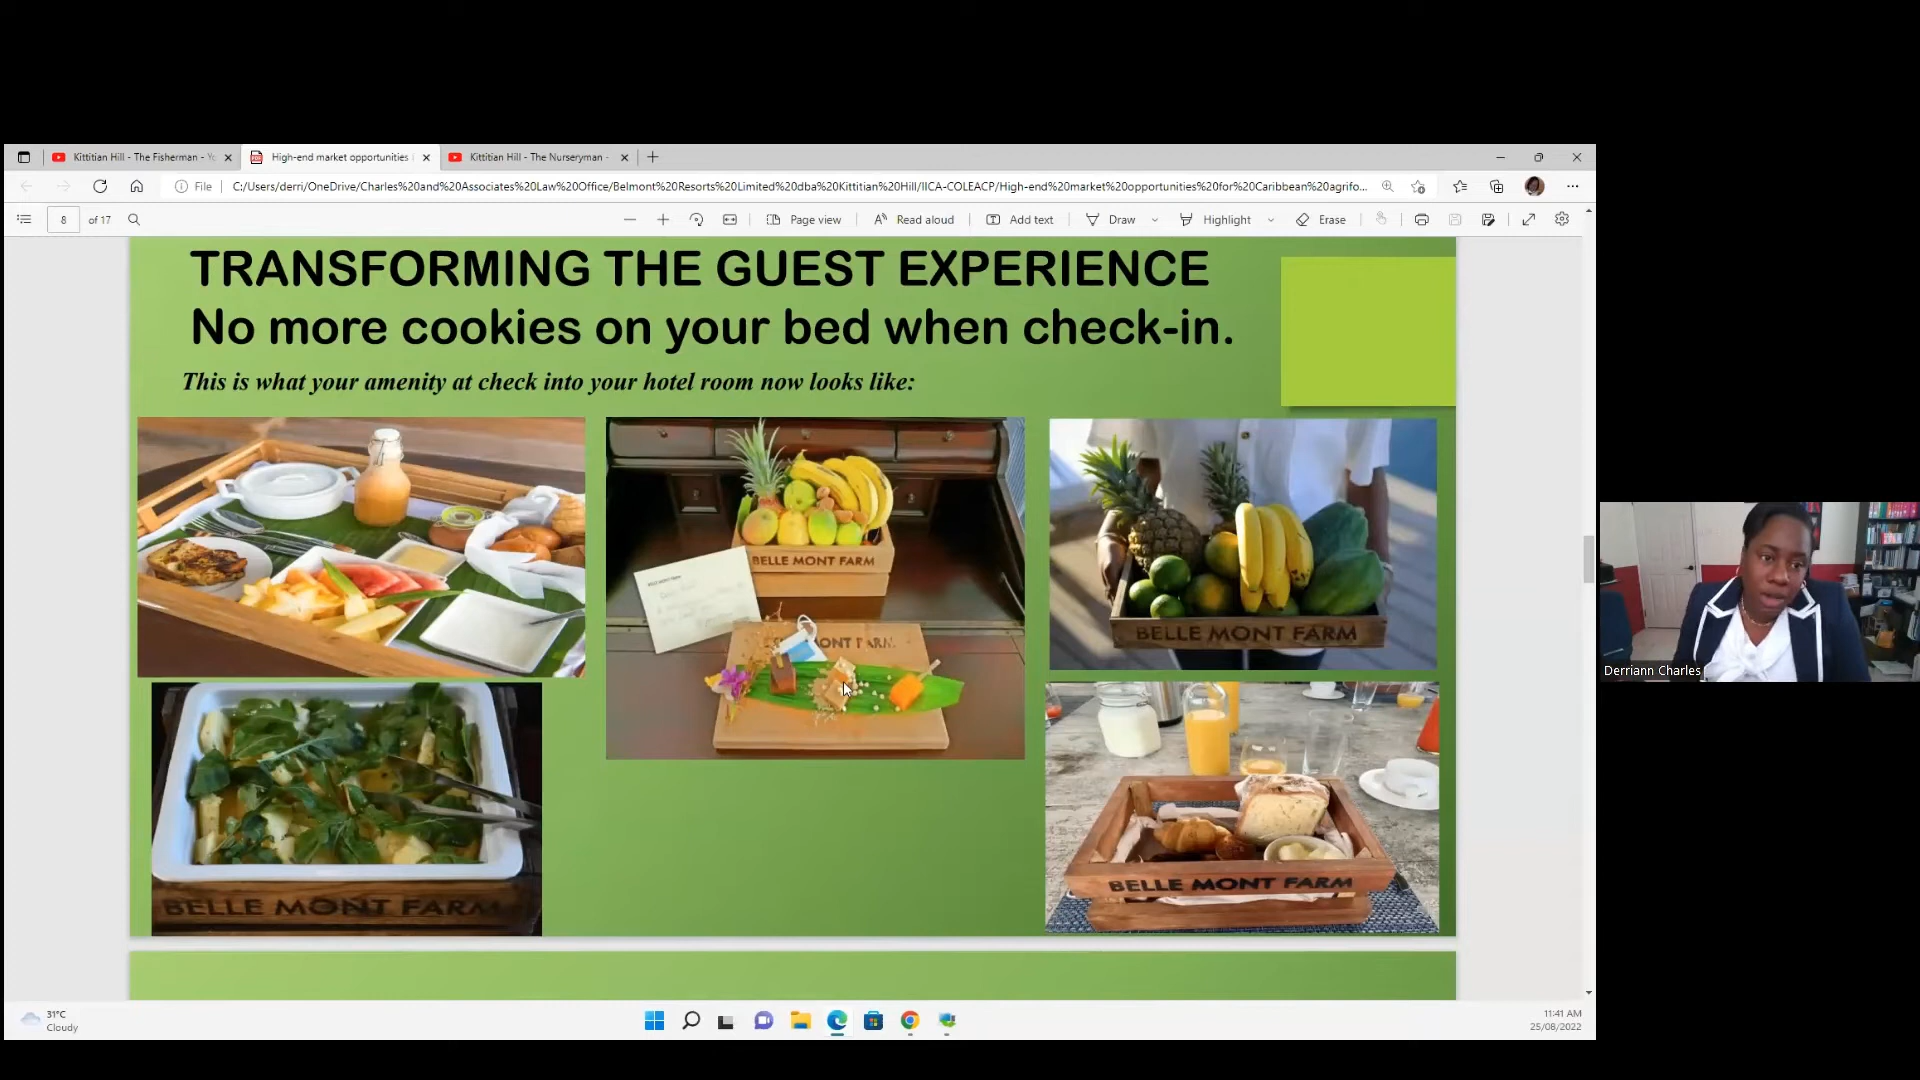 Kittitian Hill - The Fisherman - Yo
High-end market opportunities
Kittitian Hill - The Nurseryman -
File
C:/Users/derri/OneDrive/Charles%20and%20Associates%20Law%20Office/Belmont%20Resorts%20Limited%20dba%20Kittitian%20Hill/IICA-COLEACP/High-end%20market%20opportunities%20for%20Caribbean%20agrifo...
8 of 17
Page view
Read aloud
Add text
Draw
Highlight
Erase
TRANSFORMING THE GUEST EXPERIENCE
No more cookies on your bed when check-in.
This is what your amenity at check into your hotel room now looks like:
BELLE MONT FARM
MONT FARM
BELLE MONT FARM
BELLE MONT FARM
BELLE MONT FARM
Derriann Charles
31°C
Cloudy
11:41 AM
25/08/2022